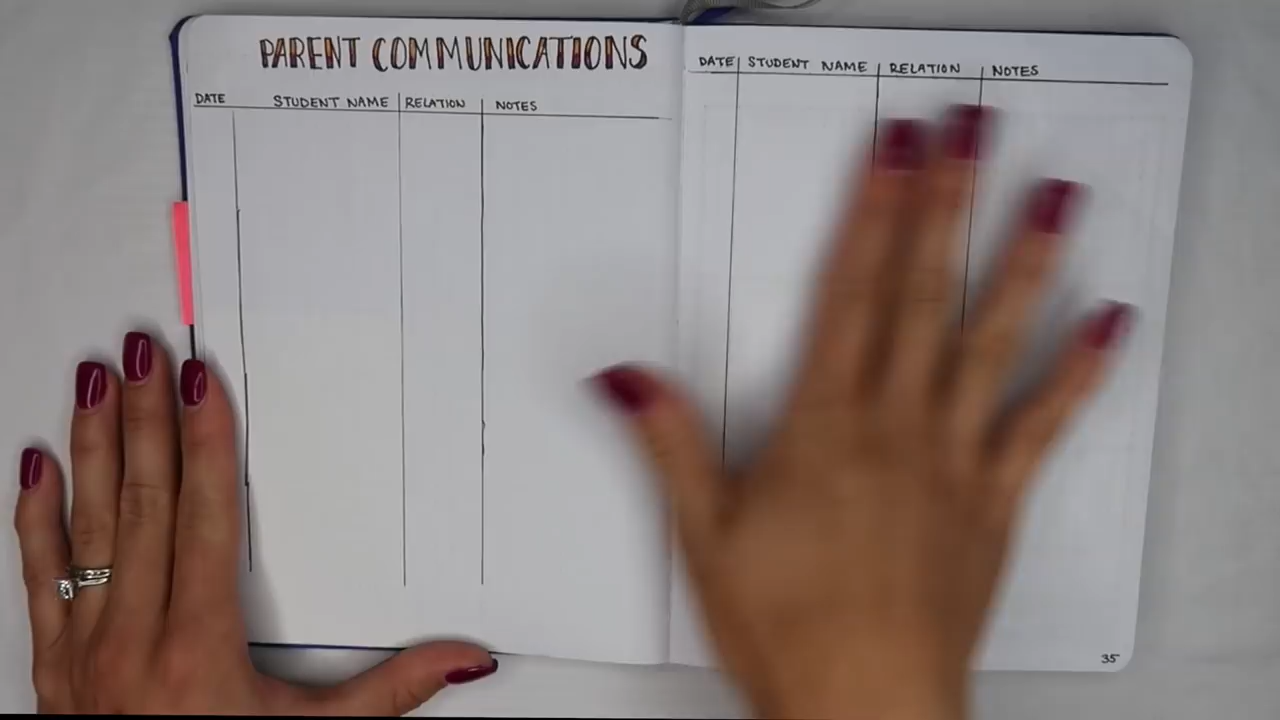 PARENT COMMUNICATIONS
DATE STUDENT NAME RELATION NOTES
DATE STUDENT NAME RELATION NOTES
35